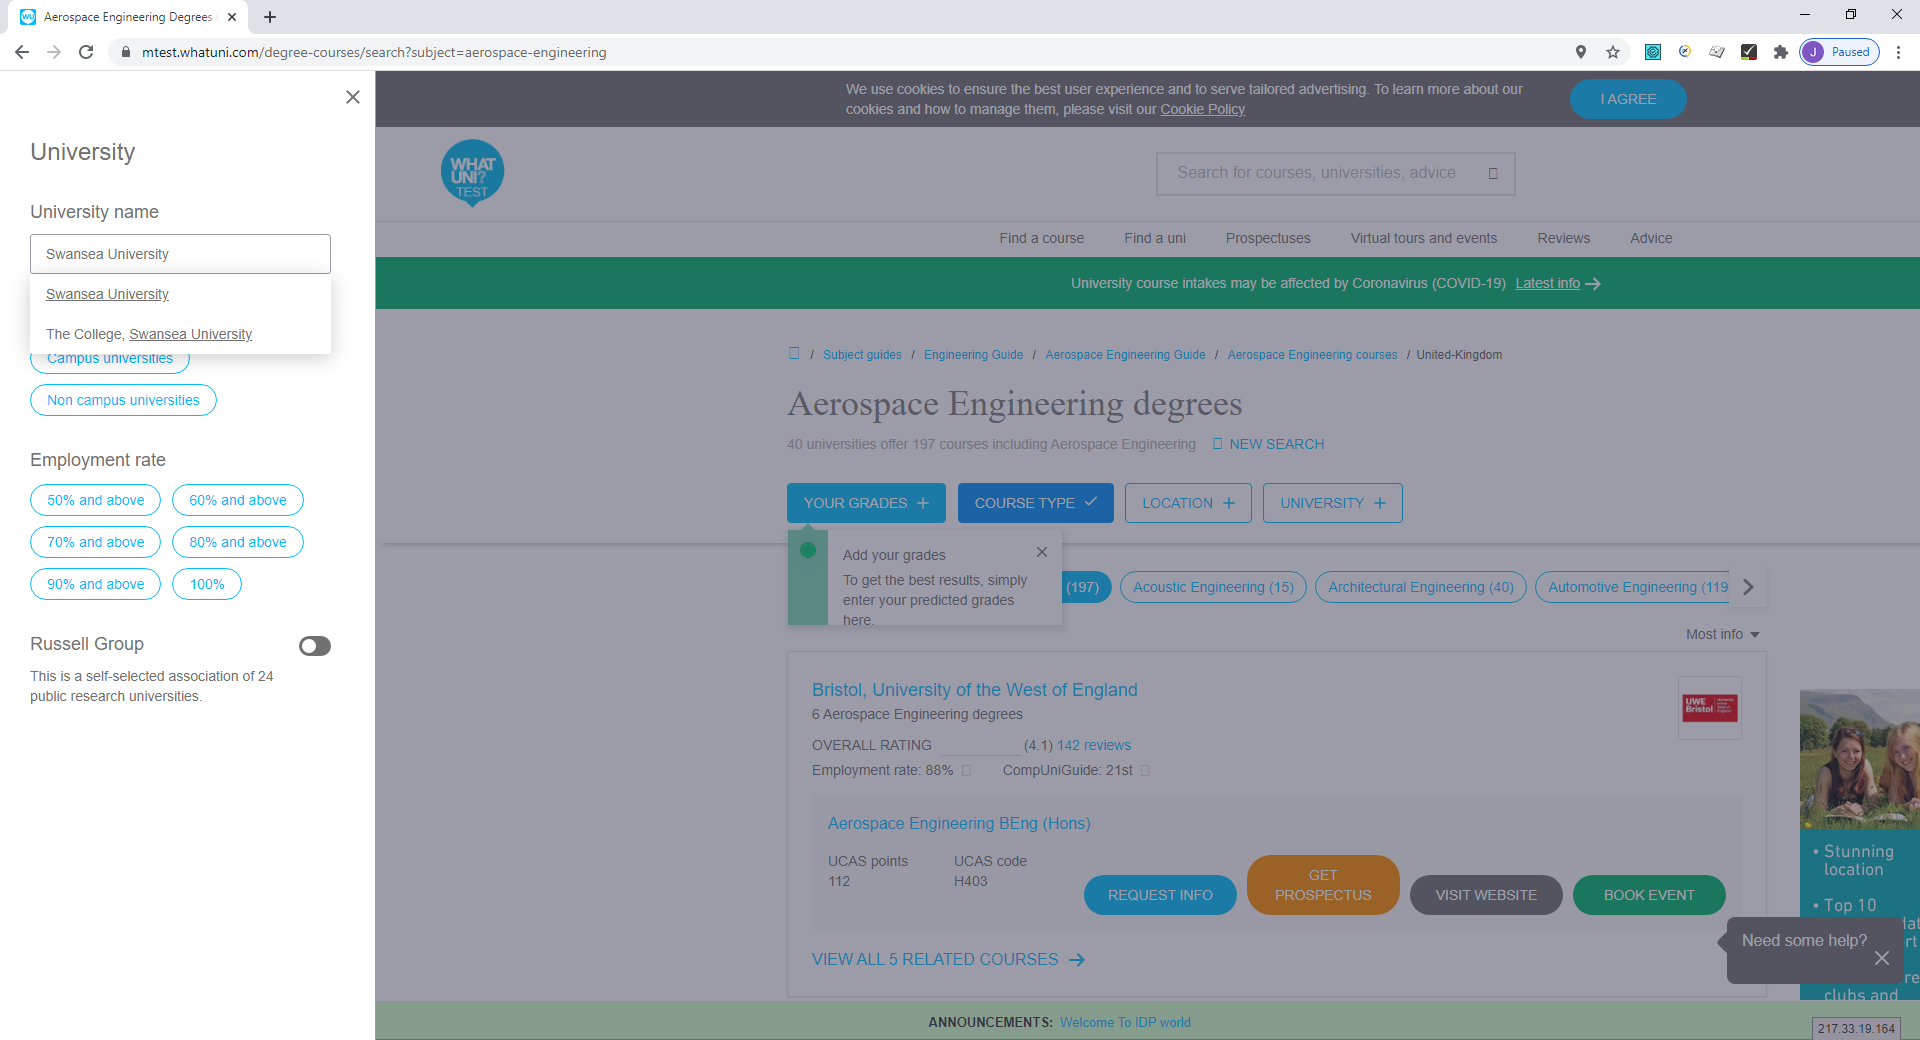 Aerospace Engineering Degrees
mtest.whatuni.com/degree-courses/search?subject=aerospace-engineering
J Paused
University
University name
Swansea University
Swansea University
The College, Swansea University
Campus universities
Non campus universities
Employment rate
50% and above
60% and above
70% and above
80% and above
90% and above
100%
Russell Group
This is a self-selected association of 24
public research universities.
We use cookies to ensure the best user experience and to serve tailored advertising. To learn more about our
cookies and how to manage them, please visit our Cookie Policy
I AGREE
WHAT
UNI?
TEST
Search for courses, universities, advice
Find a course
Find a uni
Prospectuses
Virtual tours and events
Reviews
Advice
University course intakes may be affected by Coronavirus (COVID-19) Latest info
/ Subject guides / Engineering Guide / Aerospace Engineering Guide / Aerospace Engineering courses / United-Kingdom
Aerospace Engineering degrees
40 universities offer 197 courses including Aerospace Engineering
NEW SEARCH
YOUR GRADES
COURSE TYPE
LOCATION
UNIVERSITY
Add your grades
To get the best results, simply
enter your predicted grades
here.
(197)
Acoustic Engineering (15)
Architectural Engineering (40)
Automotive Engineering (119
Most info
Bristol, University of the West of England
6 Aerospace Engineering degrees
OVERALL RATING (4.1) 142 reviews
Employment rate: 88%
CompUniGuide: 21st
UWE
Bristol
Aerospace Engineering BEng (Hons)
UCAS points
112
UCAS code
H403
REQUEST INFO
GET
PROSPECTUS
VISIT WEBSITE
BOOK EVENT
VIEW ALL 5 RELATED COURSES
• Stunning
location
• Top 10
clubs and
Need some help?
ANNOUNCEMENTS: Welcome To IDP world
217.33.19.164